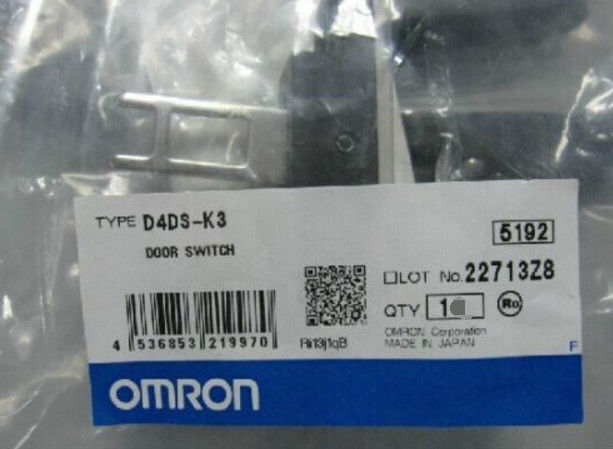 TYPE D4DS-K3
DOOR SWITCH
5192
LOT No. 22713Z8
QTY 1
Ro
4 536853 219970
OMRON Corporation
MADE IN JAPAN
F
OMRON